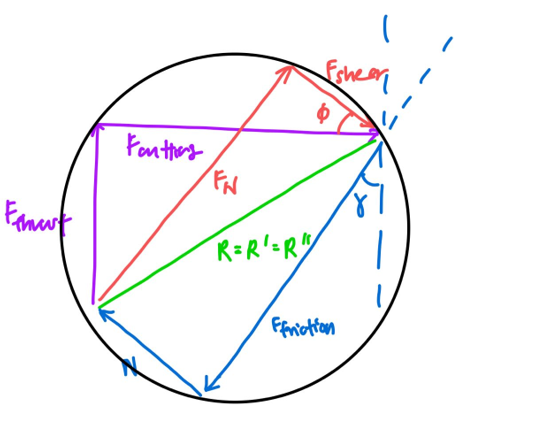 Fshear
ϕ
Fcutting
FN
Fthrust
γ
R=R'=R"
Ffriction
N